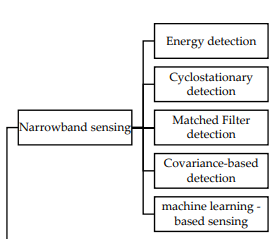 Energy detection
Cyclostationary
detection
Narrowband sensing
Matched Filter
detection
Covariance-based
detection
machine learning -
based sensing